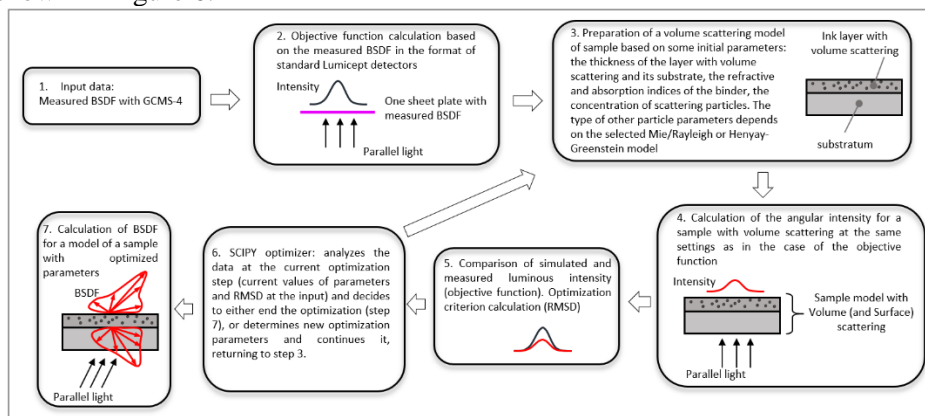 1. Input data:
Measured BSDF with GCMS-4
2. Objective function calculation based
on the measured BSDF in the format of
standard Lumicept detectors
Intensity
One sheet plate with
measured BSDF
Parallel light
3. Preparation of a volume scattering model
of sample based on some initial parameters:
the thickness of the layer with volume
scattering and its substrate, the refractive
and absorption indices of the binder, the
concentration of scattering particles. The
type of other particle parameters depends
on the selected Mie/Rayleigh or Henyay-
Greenstein model
Ink layer with
volume scattering
substratum
4. Calculation of the angular intensity for a
sample with volume scattering at the same
settings as in the case of the objective
function
Intensity
Sample model with
Volume (and Surface)
scattering
Parallel light
5. Comparison of simulated and
measured luminous intensity
(objective function). Optimization
criterion calculation (RMSD)
6. SCIPY optimizer: analyzes the
data at the current optimization
step (current values of parameters
and RMSD at the input) and decides
to either end the optimization (step
7), or determines new optimization
parameters and continues it,
returning to step 3.
7. Calculation of BSDF
for a model of a sample
with optimized
parameters
BSDF
Parallel light